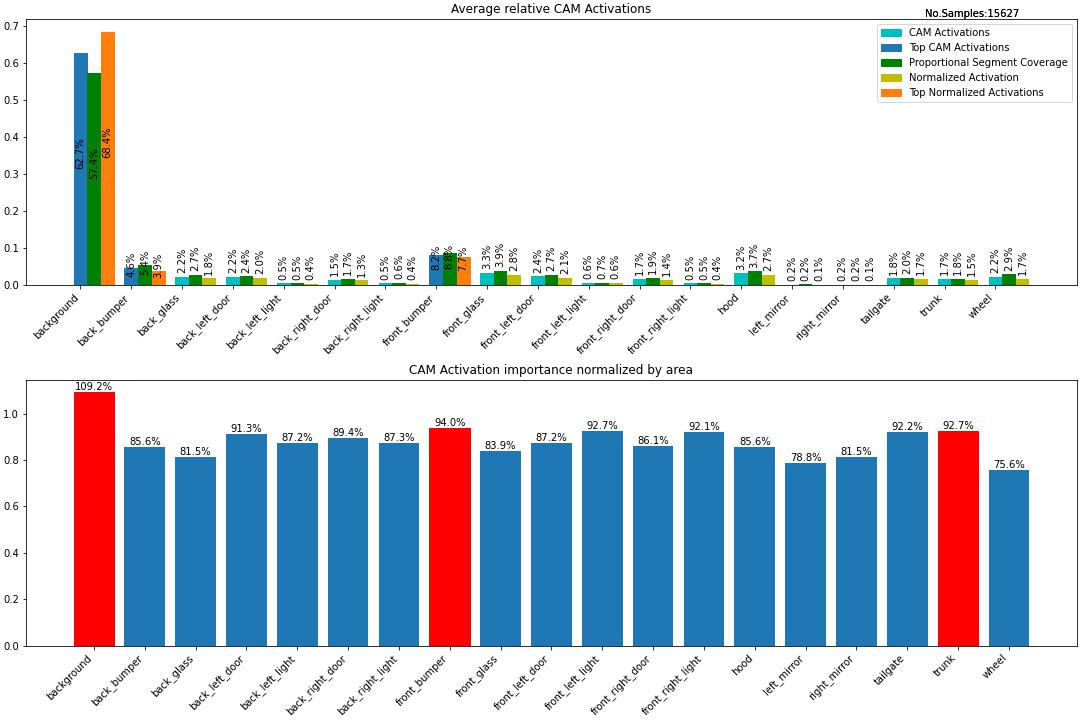 Average relative CAM Activations
No.Samples:15627
CAM Activations
Top CAM Activations
Proportional Segment Coverage
Normalized Activation
Top Normalized Activations
0.7
0.6
0.5
0.4
0.3
0.2
0.1
0.0
62.7% 57.4% 68.4%
4.6% 5.4% 3.9%
2.2% 2.7% 1.8%
2.2% 2.4% 2.0%
0.5% 0.5% 0.4%
1.5% 1.7% 1.3%
0.5% 0.6% 0.4%
8.2% 8.8% 7.7%
3.3% 3.9% 2.8%
2.4% 2.7% 2.1%
0.6% 0.7% 0.6%
1.7% 1.9% 1.4%
0.5% 0.5% 0.4%
3.2% 3.7% 2.7%
0.2% 0.2% 0.1%
0.2% 0.2% 0.1%
1.8% 2.0% 1.7%
1.7% 1.8% 1.5%
2.2% 2.9% 1.7%
background
back_bumper
back_glass
back_left_door
back_left_light
back_right_door
back_right_light
front_bumper
front_glass
front_left_door
front_left_light
front_right_door
front_right_light
hood
left_mirror
right_mirror
tailgate
trunk
wheel
CAM Activation importance normalized by area
1.0
0.8
0.6
0.4
0.2
0.0
109.2%
85.6%
81.5%
91.3%
87.2%
89.4%
87.3%
94.0%
83.9%
87.2%
92.7%
86.1%
92.1%
85.6%
78.8%
81.5%
92.2%
92.7%
75.6%
background
back_bumper
back_glass
back_left_door
back_left_light
back_right_door
back_right_light
front_bumper
front_glass
front_left_door
front_left_light
front_right_door
front_right_light
hood
left_mirror
right_mirror
tailgate
trunk
wheel